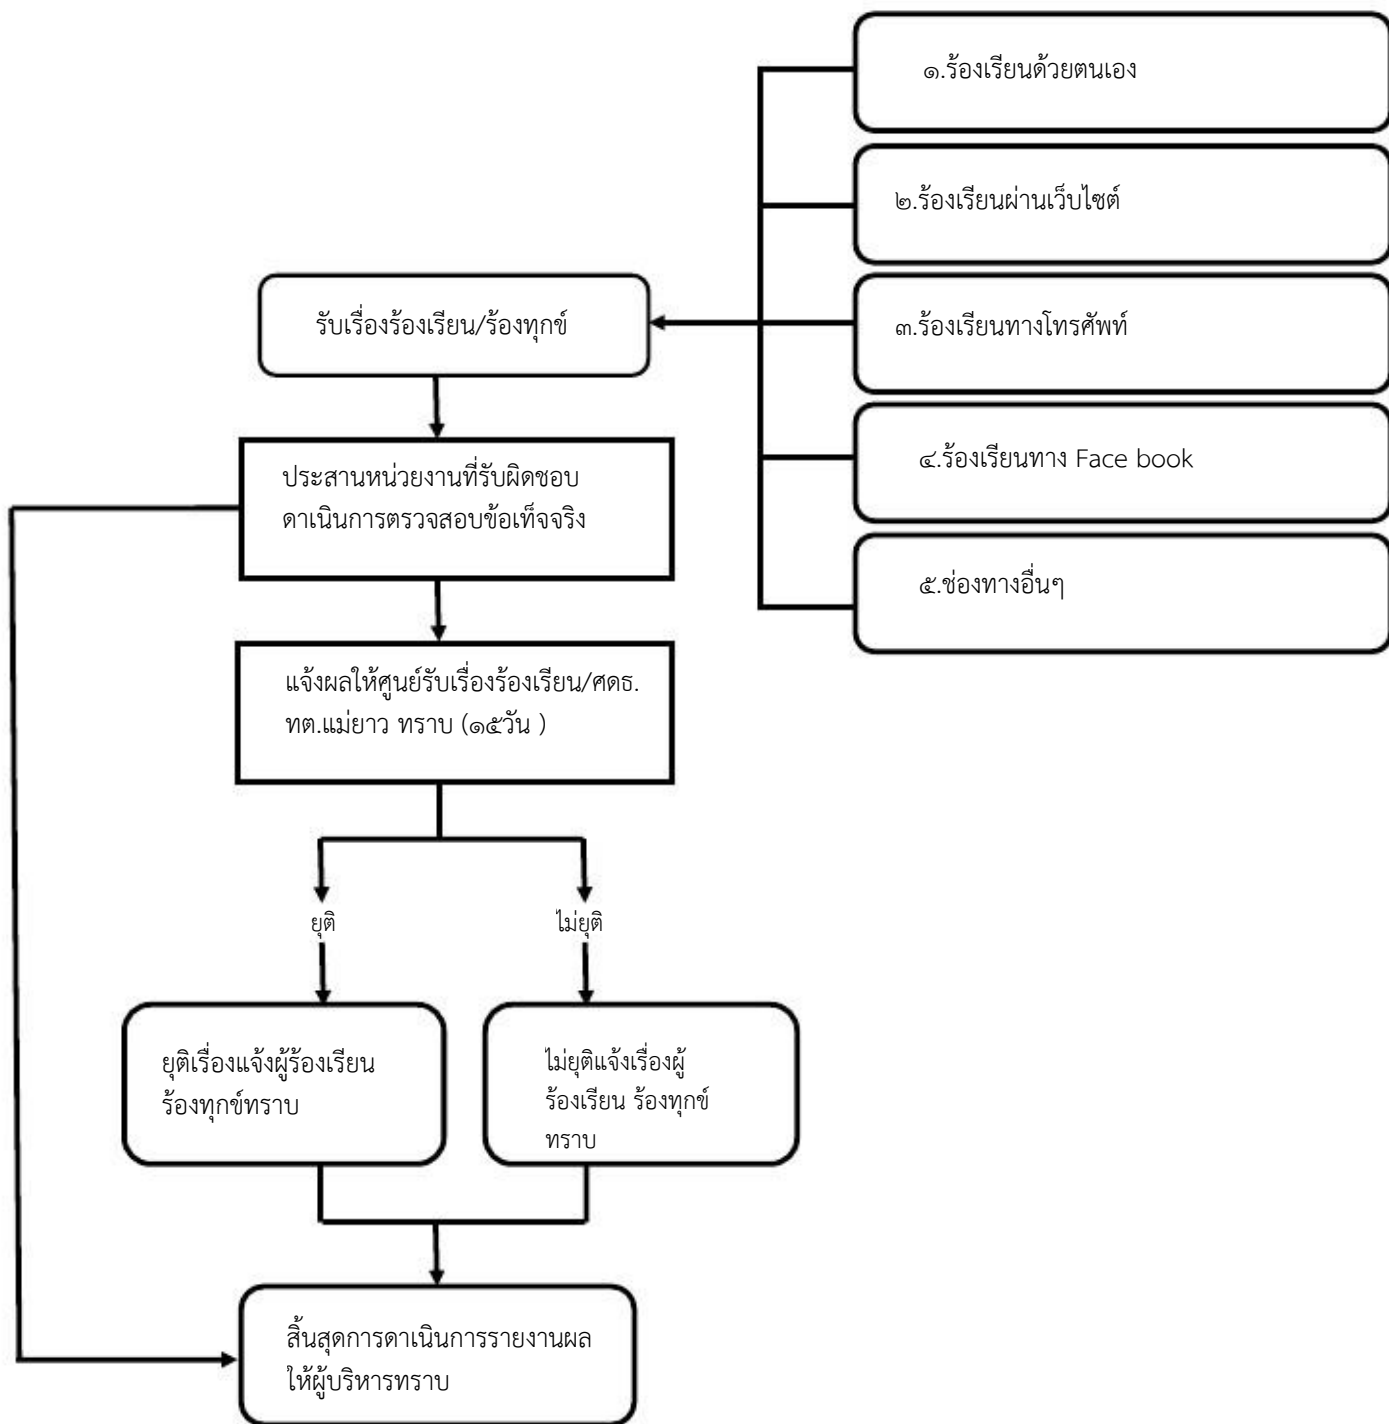 ๑.ร้องเรียนด้วยตนเอง
๒.ร้องเรียนผ่านเว็บไซต์
๓.ร้องเรียนทางโทรศัพท์
๔.ร้องเรียนทาง Face book
๕.ช่องทางอื่นๆ
รับเรื่องร้องเรียน/ร้องทุกข์
ประสานหน่วยงานที่รับผิดชอบ
ดาเนินการตรวจสอบข้อเท็จจริง
แจ้งผลให้ศูนย์รับเรื่องร้องเรียน/ศดธ.
ทต.แม่ยาว ทราบ (๑๕วัน )
ยุติ
ไม่ยุติ
ยุติเรื่องแจ้งผู้ร้องเรียน
ร้องทุกข์ทราบ
ไม่ยุติแจ้งเรื่องผู้
ร้องเรียน ร้องทุกข์
ทราบ
สิ้นสุดการดาเนินการรายงานผล
ให้ผู้บริหารทราบ